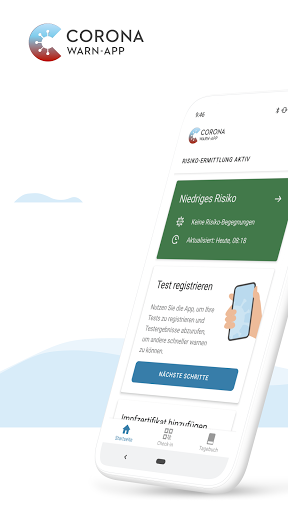 CORONA
WARN-APP
9:46
CORONA
WARN-APP
RISIKO-ERMITTLUNG AKTIV
Niedriges Risiko
Keine Risiko-Begegnungen
Aktualisiert: Heute, 08:18
Test registrieren
Nutzen Sie die App, um Ihre
Tests zu registrieren und
Testergebnisse abzurufen,
um andere schneller warnen
zu können.
NÄCHSTE SCHRITTE
Impfzertifikat hinzufügen
Startseite
Check-in
Tagebuch